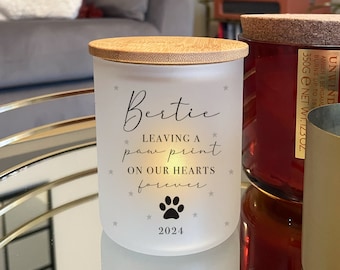 Bertie
LEAVING A
paw print
ON OUR HEARTS
forever
2024